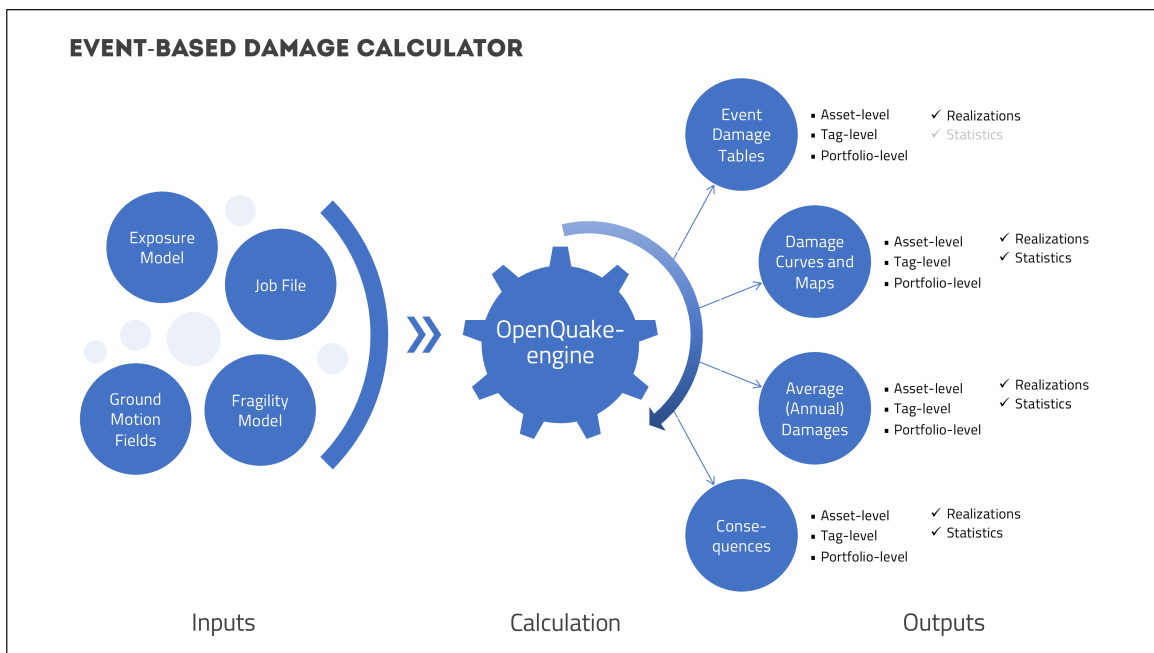 EVENT-BASED DAMAGE CALCULATOR
Exposure
Model
Job File
Ground
Motion
Fields
Fragility
Model
OpenQuake-
engine
Event
Damage
Tables
▪ Asset-level
▪ Tag-level
▪ Portfolio-level
✓ Realizations
✓ Statistics
Damage
Curves and
Maps
▪ Asset-level
▪ Tag-level
▪ Portfolio-level
✓ Realizations
✓ Statistics
Average
(Annual)
Damages
▪ Asset-level
▪ Tag-level
▪ Portfolio-level
✓ Realizations
✓ Statistics
Conse-
quences
▪ Asset-level
▪ Tag-level
▪ Portfolio-level
✓ Realizations
✓ Statistics
Inputs
Calculation
Outputs